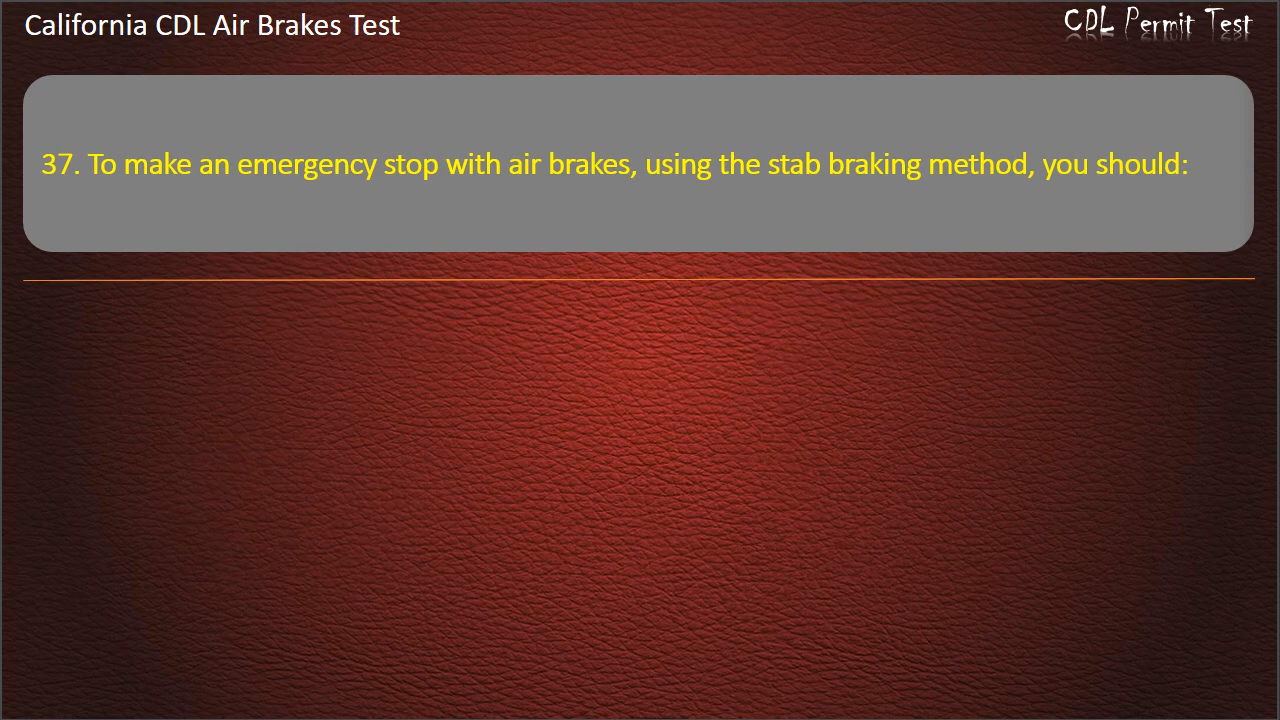 California CDL Air Brakes Test
CDL Permit Test
37. To make an emergency stop with air brakes, using the stab braking method, you should: